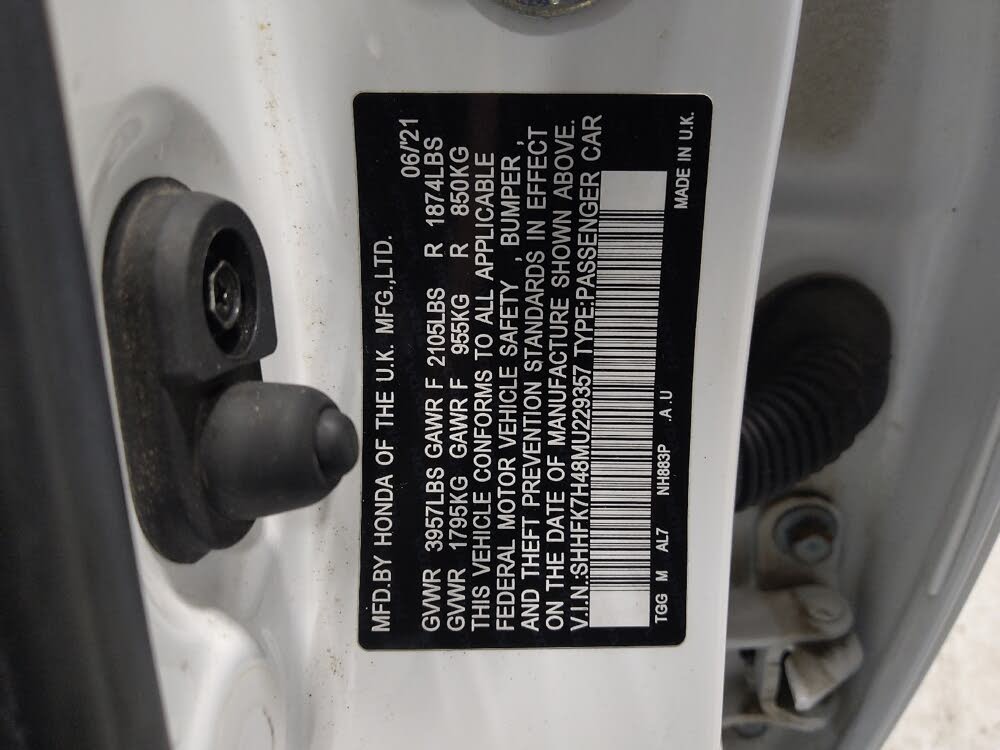 MFD.BY HONDA OF THE U.K. MFG.,LTD. 06/'21
GVWR 3957LBS GAWR F 2105LBS R 1874LBS
GVWR 1795KG GAWR F 955KG R 850KG
THIS VEHICLE CONFORMS TO ALL APPLICABLE
FEDERAL MOTOR VEHICLE SAFETY , BUMPER ,
AND THEFT PREVENTION STANDARDS IN EFFECT
ON THE DATE OF MANUFACTURE SHOWN ABOVE.
V.I.N.:SHHFK7H48MU229357 TYPE:PASSENGER CAR
TGG M AL7 NH883P .A .U
MADE IN U.K.